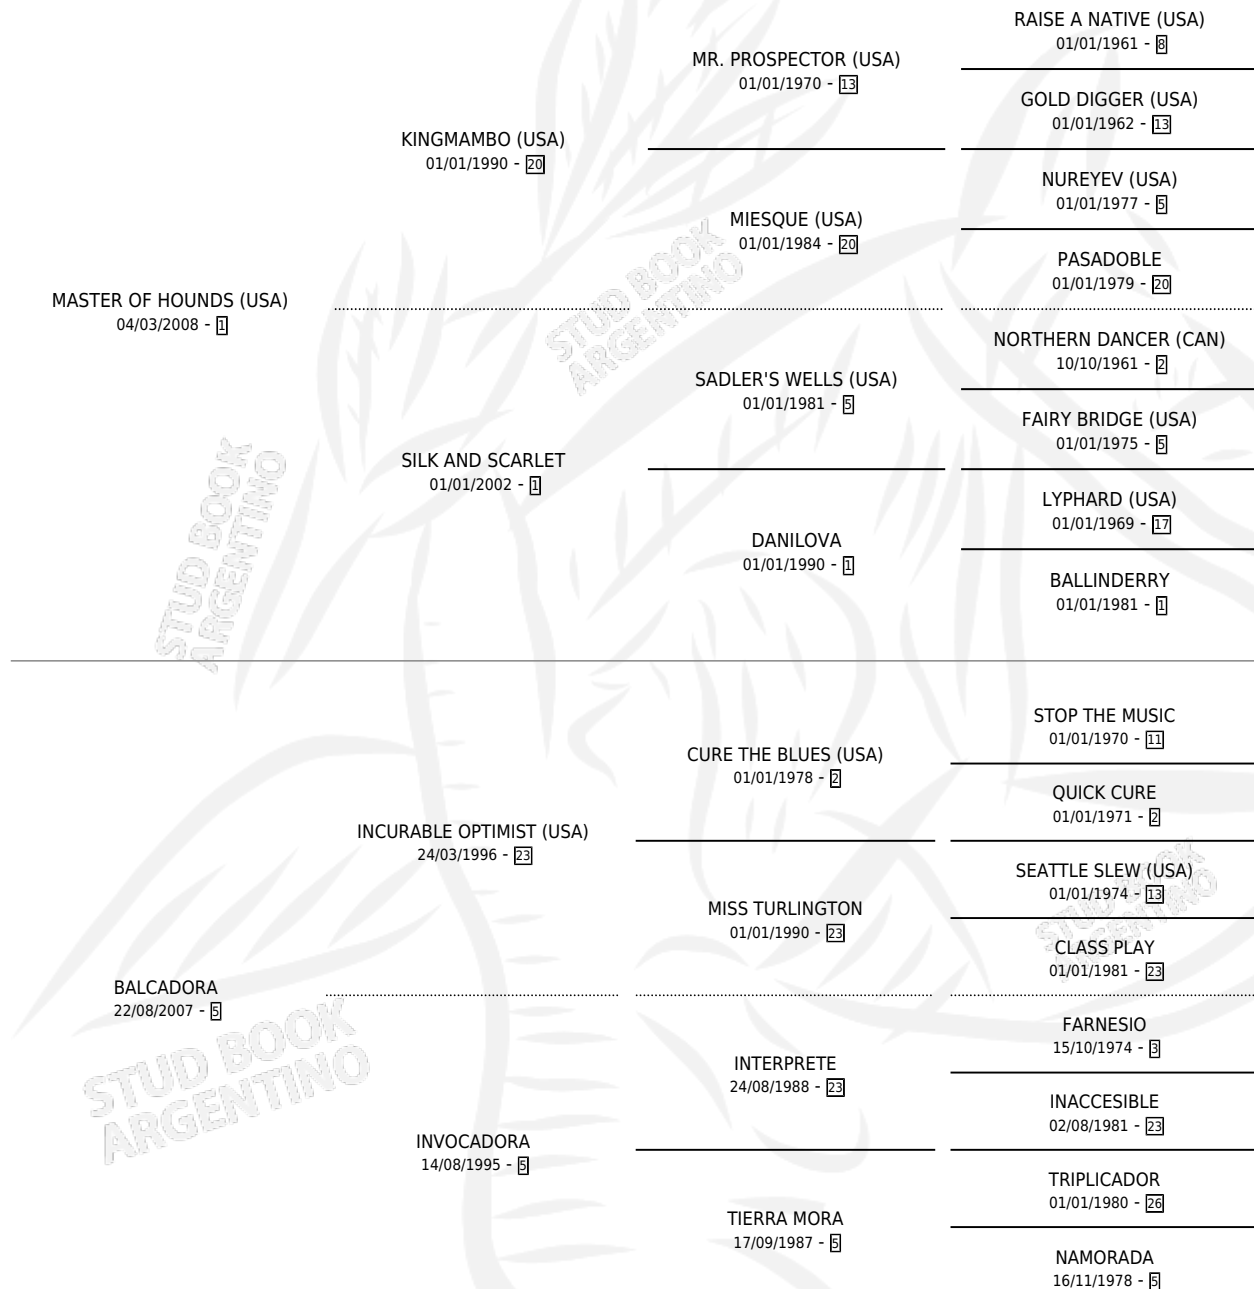 RAISE A NATIVE (USA)
01/01/1961 - 8
MR. PROSPECTOR (USA)
01/01/1970 - 13
GOLD DIGGER (USA)
01/01/1962 - 13
KINGMAMBO (USA)
01/01/1990 - 20
NUREYEV (USA)
01/01/1977 - 5
MIESQUE (USA)
01/01/1984 - 20
PASADOBLE
01/01/1979 - 20
MASTER OF HOUNDS (USA)
04/03/2008 - 1
NORTHERN DANCER (CAN)
10/10/1961 - 2
SADLER'S WELLS (USA)
01/01/1981 - 5
FAIRY BRIDGE (USA)
01/01/1975 - 5
SILK AND SCARLET
01/01/2002 - 1
LYPHARD (USA)
01/01/1969 - 17
DANILOVA
01/01/1990 - 1
BALLINDERRY
01/01/1981 - 1
STOP THE MUSIC
01/01/1970 - 11
CURE THE BLUES (USA)
01/01/1978 - 2
QUICK CURE
01/01/1971 - 2
INCURABLE OPTIMIST (USA)
24/03/1996 - 23
SEATTLE SLEW (USA)
01/01/1974 - 13
MISS TURLINGTON
01/01/1990 - 23
CLASS PLAY
01/01/1981 - 23
BALCADORA
22/08/2007 - 5
FARNESIO
15/10/1974 - 3
INTERPRETE
24/08/1988 - 23
INACCESIBLE
02/08/1981 - 23
INVOCADORA
14/08/1995 - 5
TRIPLICADOR
01/01/1980 - 26
TIERRA MORA
17/09/1987 - 5
NAMORADA
16/11/1978 - 5
STUD BOOK
ARGENTINO
STUD BOOK
ARGENTINO
STUD BOOK
ARGENTINO
STUD BOOK
ARGENTINO